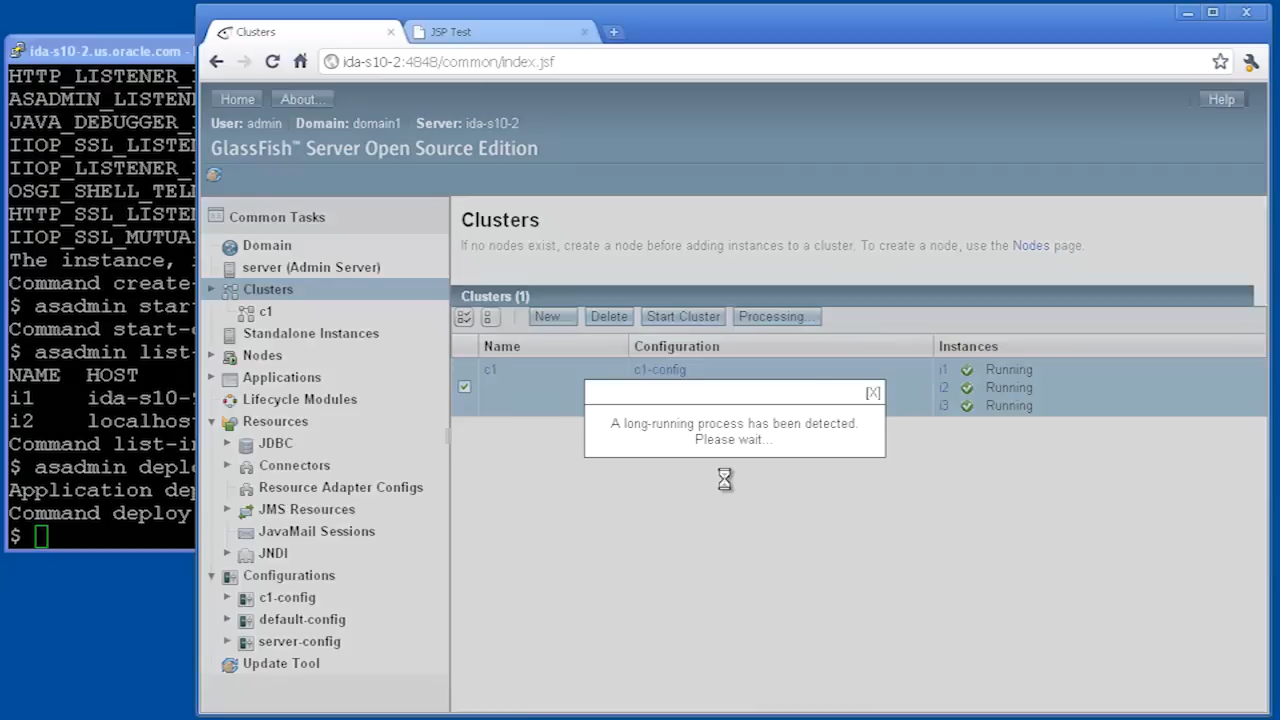 ida-s10-2.us.oracle.com -
HTTP_LISTENER_
ASADMIN_LISTEN
JAVA_DEBUGGER_
IIOP_SSL_LISTE
IIOP_LISTENER_
OSGI_SHELL_TEL
HTTP_SSL_LISTE
IIOP_SSL_MUTUA
The instance,
Command create-
$ asadmin star
Command start-
$ asadmin list-
NAME HOST
i1 ida-s10-
i2 localhost
Command list-i
$ asadmin depl
Application de
Command deploy
$
Clusters
JSP Test
ida-s10-2:4848/common/index.jsf
Home About... Help
User: admin Domain: domain1 Server: ida-s10-2
GlassFish™ Server Open Source Edition
Common Tasks
Domain
server (Admin Server)
Clusters
c1
Standalone Instances
Nodes
Applications
Lifecycle Modules
Resources
JDBC
Connectors
Resource Adapter Configs
JMS Resources
JavaMail Sessions
JNDI
Configurations
c1-config
default-config
server-config
Update Tool
Clusters
If no nodes exist, create a node before adding instances to a cluster. To create a node, use the Nodes page.
Clusters (1)
New... Delete Start Cluster Processing...
Name Configuration Instances
c1 c1-config i1 Running
i2 Running
i3 Running
[X]
A long-running process has been detected.
Please wait...